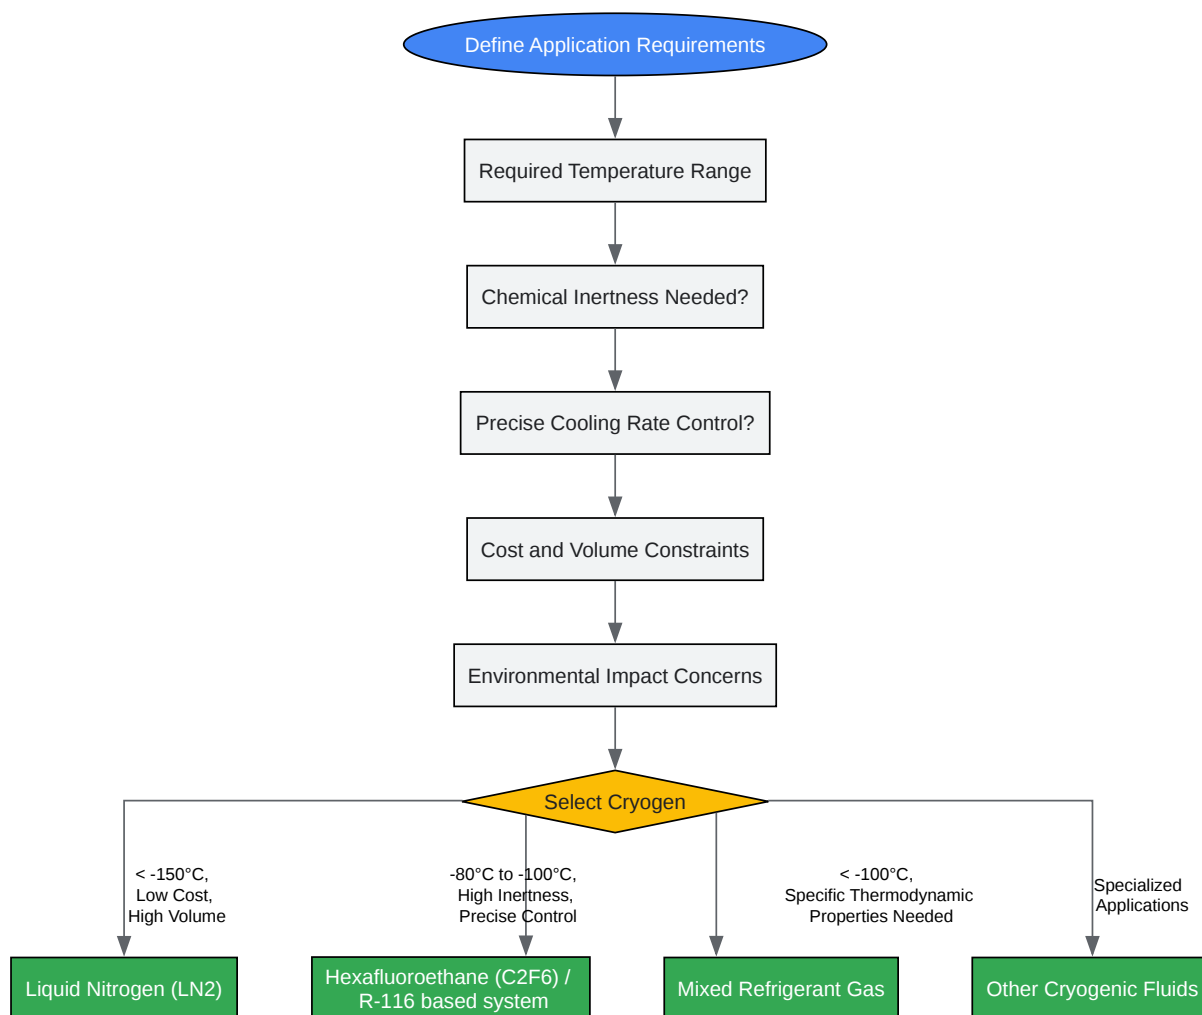 Define Application Requirements
Required Temperature Range
Chemical Inertness Needed?
Precise Cooling Rate Control?
Cost and Volume Constraints
Environmental Impact Concerns
Select Cryogen
< -150°C,
Low Cost,
High Volume
-80°C to -100°C,
High Inertness,
Precise Control
< -100°C,
Specific Thermodynamic
Properties Needed
Specialized
Applications
Liquid Nitrogen (LN2)
Hexafluoroethane (C2F6) /
R-116 based system
Mixed Refrigerant Gas
Other Cryogenic Fluids